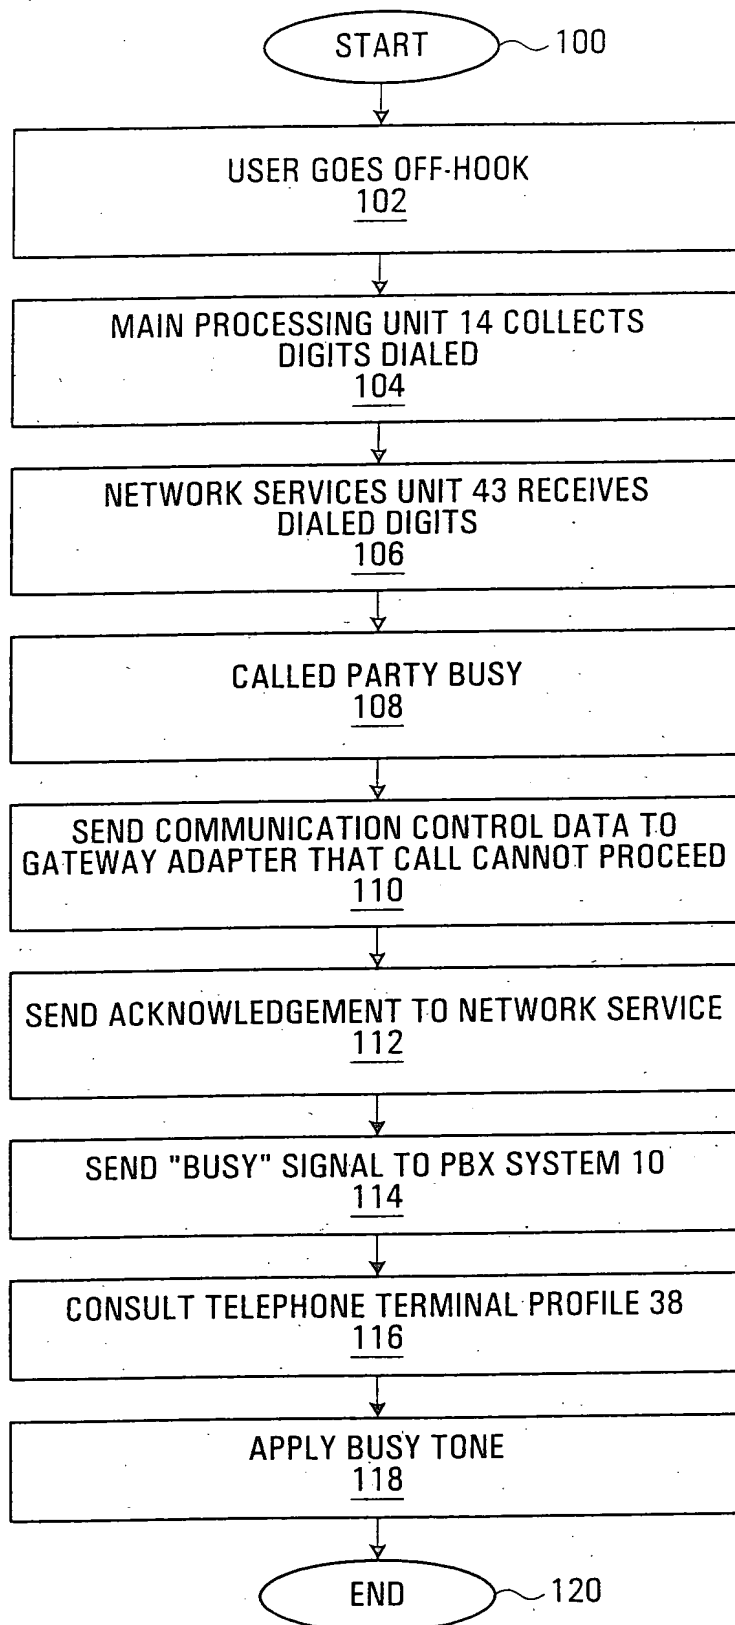 START 100
USER GOES OFF-HOOK
102
MAIN PROCESSING UNIT 14 COLLECTS
DIGITS DIALED
104
NETWORK SERVICES UNIT 43 RECEIVES
DIALED DIGITS
106
CALLED PARTY BUSY
108
SEND COMMUNICATION CONTROL DATA TO
GATEWAY ADAPTER THAT CALL CANNOT PROCEED
110
SEND ACKNOWLEDGEMENT TO NETWORK SERVICE
112
SEND "BUSY" SIGNAL TO PBX SYSTEM 10
114
CONSULT TELEPHONE TERMINAL PROFILE 38
116
APPLY BUSY TONE
118
END 120